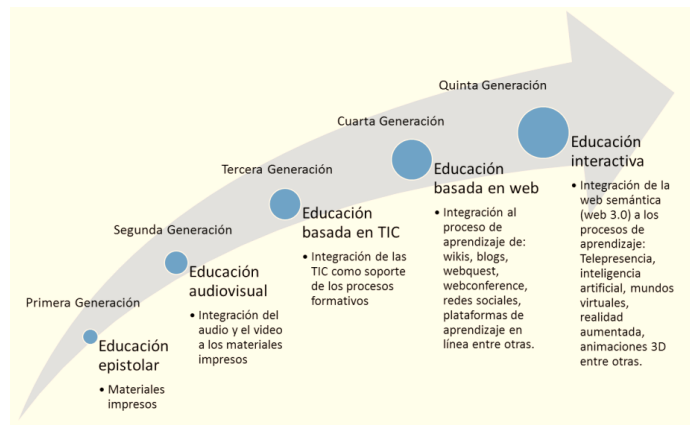 Primera Generación
Educación
epistolar
• Materiales
impresos
Segunda Generación
Educación
audiovisual
• Integración del
audio y el video
a los materiales
impresos
Tercera Generación
Educación
basada en TIC
• Integración de las
TIC como soporte
de los procesos
formativos
Cuarta Generación
Educación
basada en web
• Integración al
proceso de
aprendizaje de:
wikis, blogs,
webquest,
webconference,
redes sociales,
plataformas de
aprendizaje en
línea entre otras.
Quinta Generación
Educación
interactiva
• Integración de la
web semántica
(web 3.0) a los
procesos de
aprendizaje:
Telepresencia,
inteligencia
artificial, mundos
virtuales,
realidad
aumentada,
animaciones 3D
entre otras.